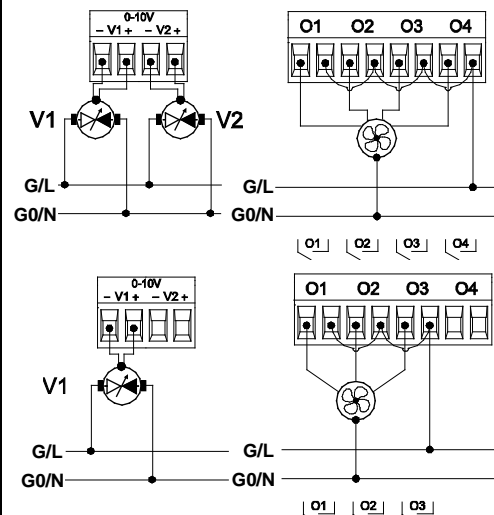 0-10V
– V1 + – V2 +
V1
V2
G/L
G0/N
O1 O2 O3 O4
G/L
G0/N
O1 O2 O3 O4
0-10V
– V1 + – V2 +
V1
G/L
G0/N
O1 O2 O3 O4
G/L
G0/N
O1 O2 O3